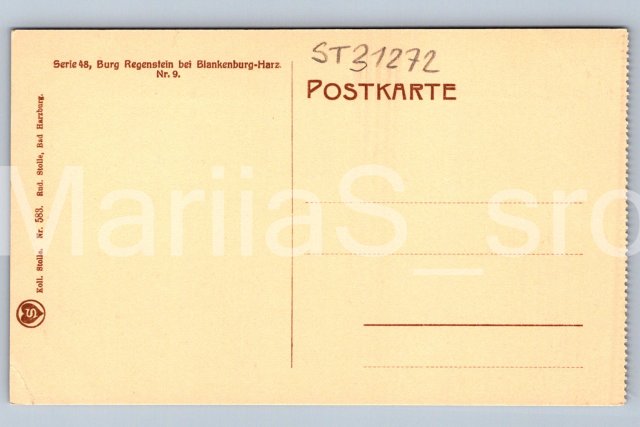 Serie 48, Burg Regenstein bei Blankenburg-Harz.
Nr. 9.
ST31272
POSTKARTE
Koll. Stolle. Nr. 583. Rud. Stolle, Bad Harzburg.
S
MariiaS_sro